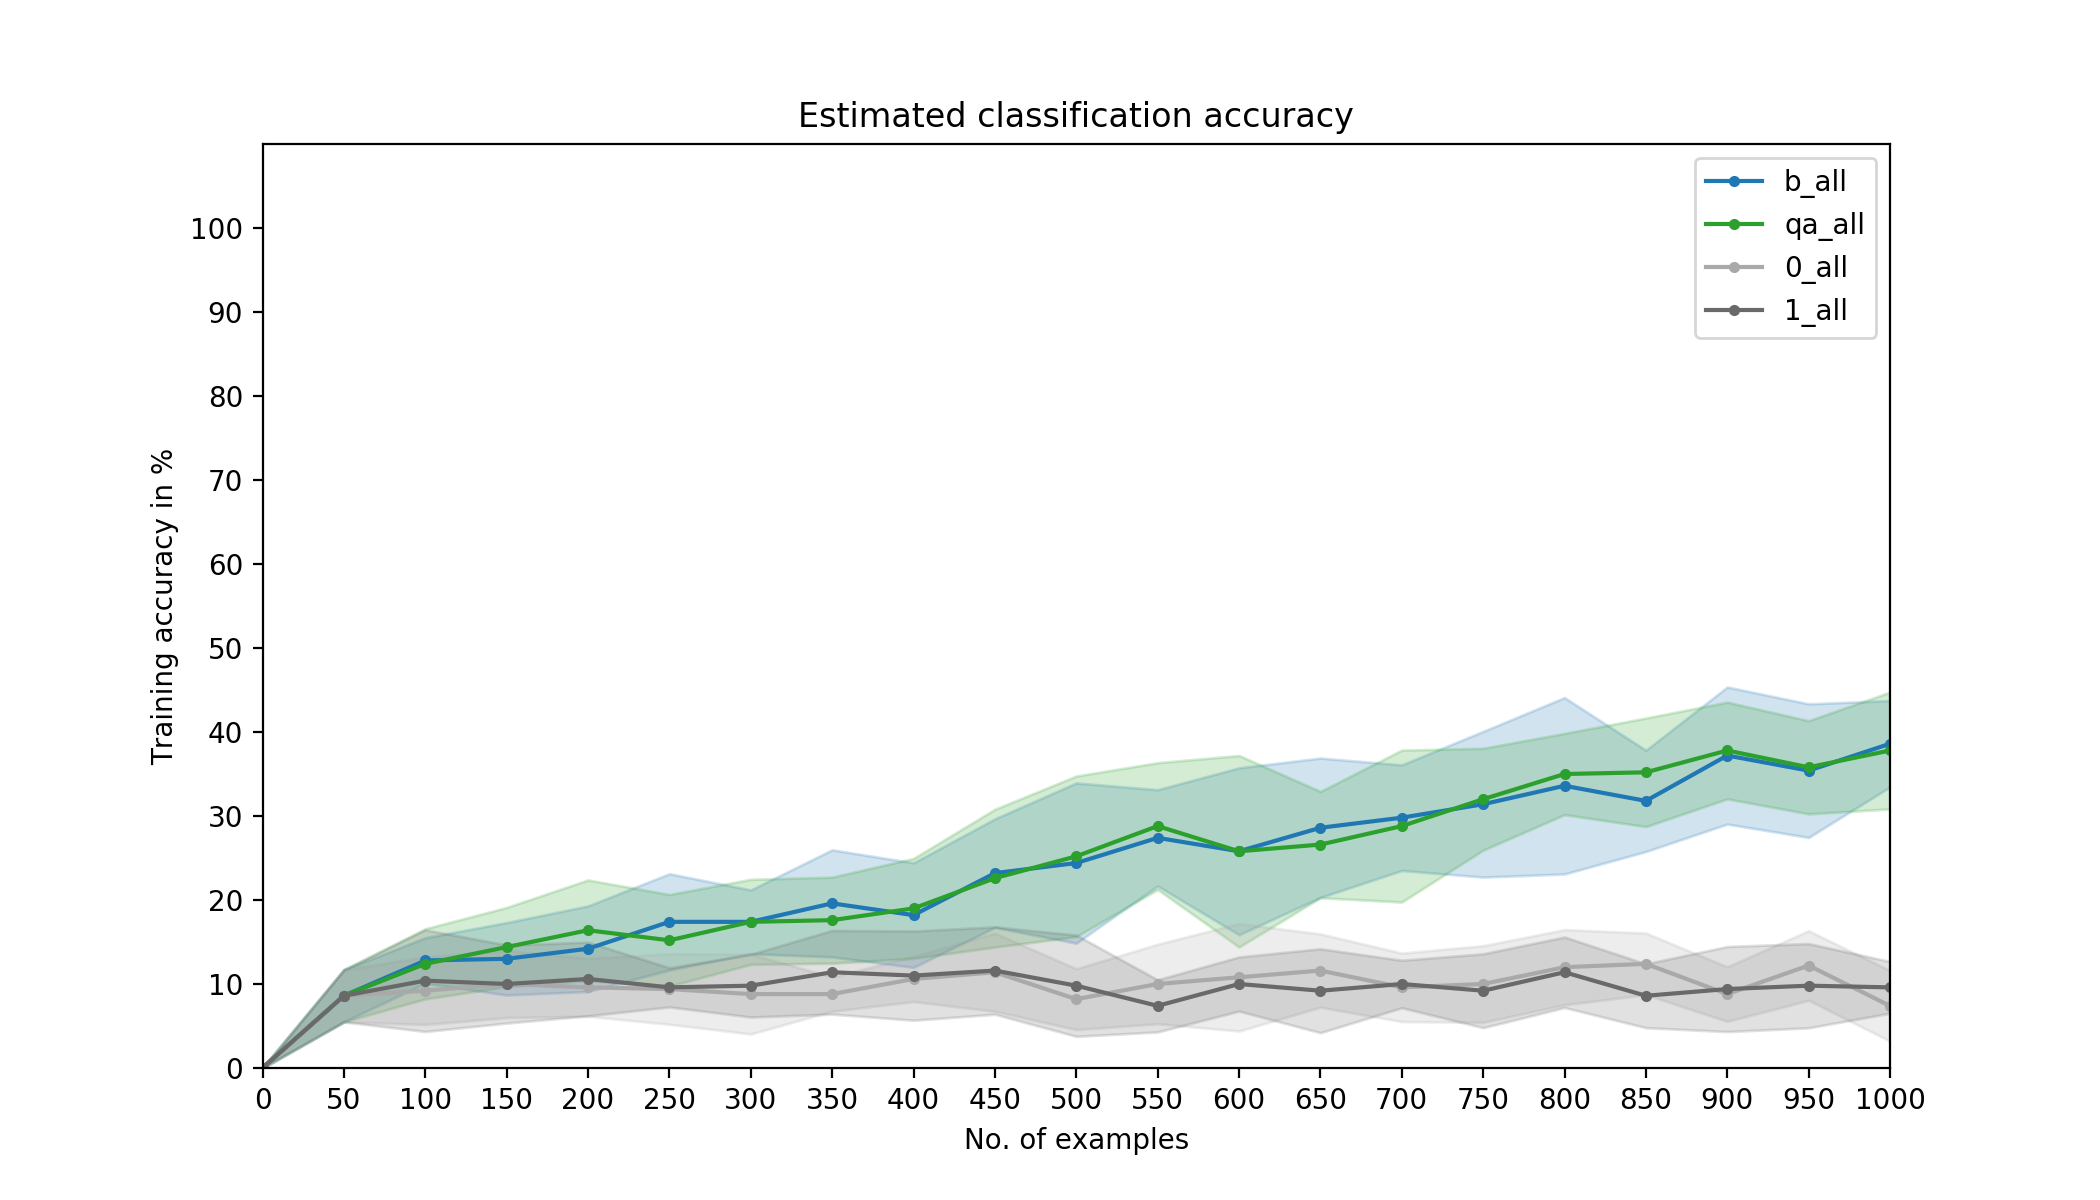 Estimated classification accuracy
b_all
qa_all
0_all
1_all
100
90
80
70
60
50
40
30
20
10
0
Training accuracy in %
0 50 100 150 200 250 300 350 400 450 500 550 600 650 700 750 800 850 900 950 1000
No. of examples